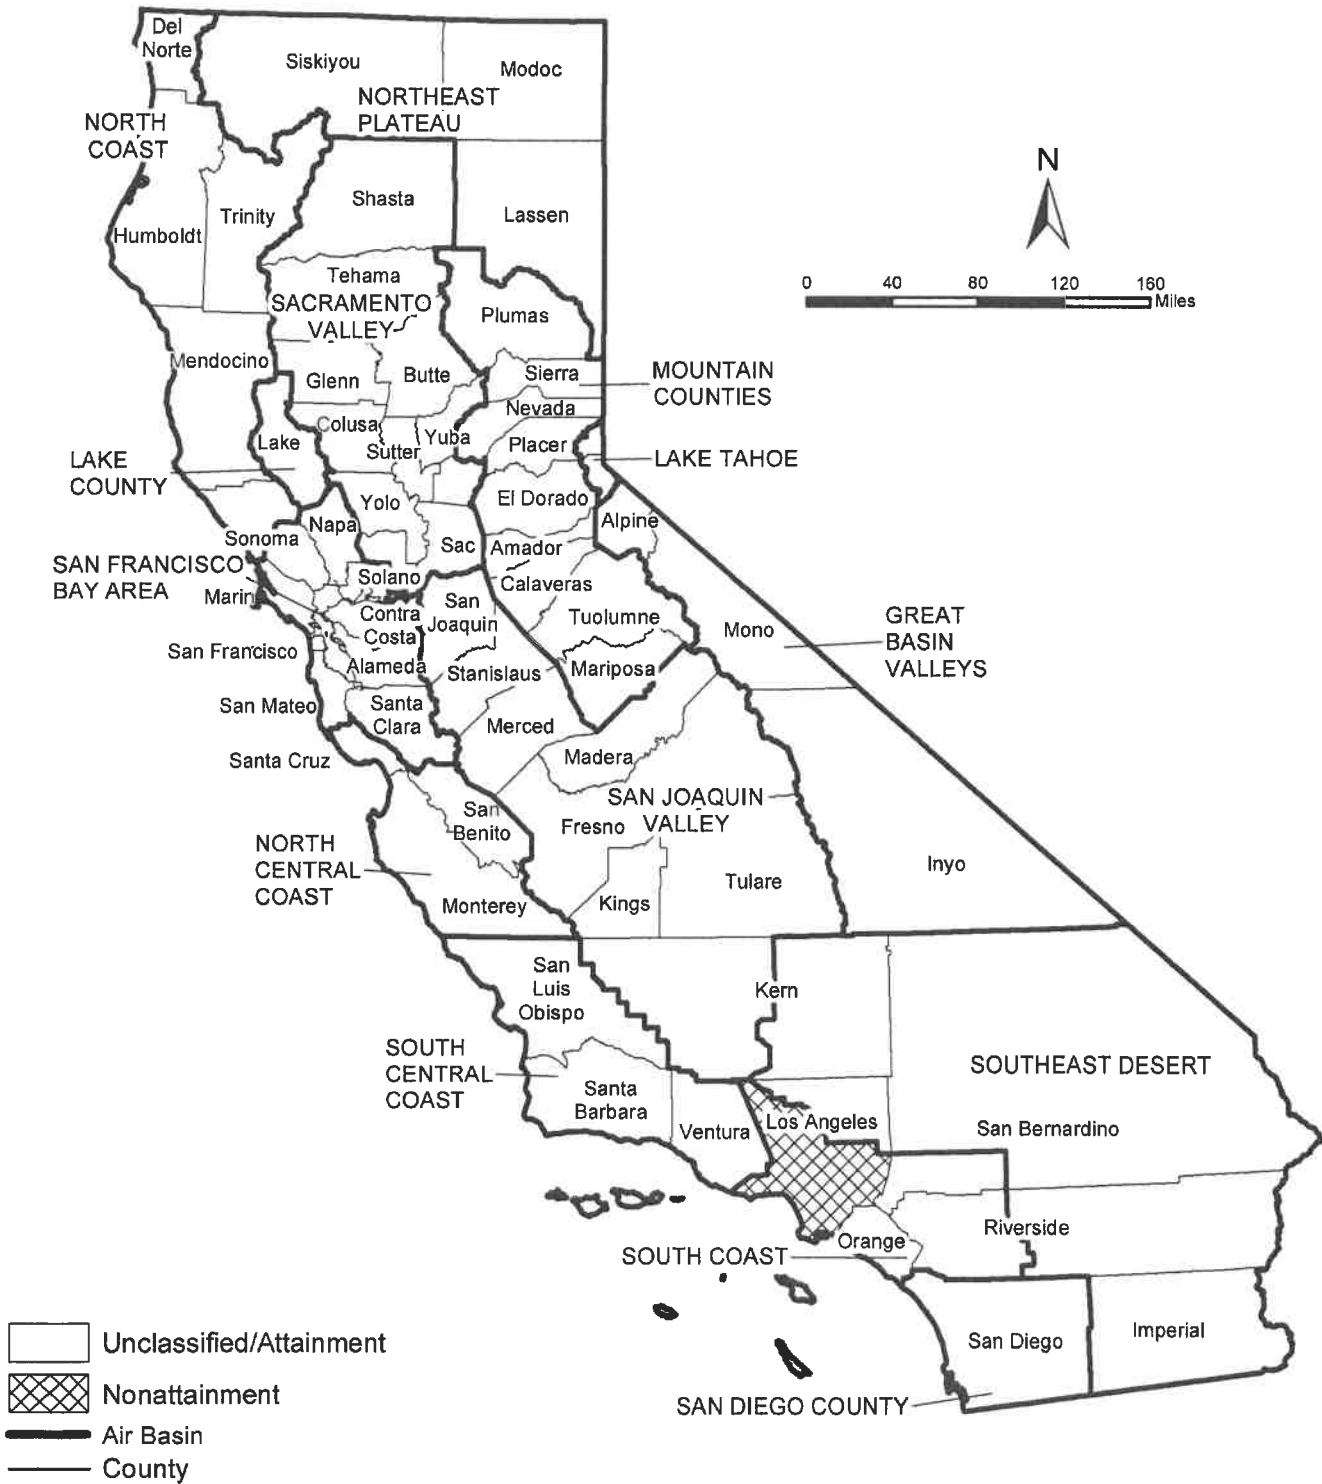 Del
Norte
Siskiyou
Modoc
NORTHEAST
PLATEAU
NORTH
COAST
N
Shasta
Lassen
Trinity
Humboldt
0 40 80 120 160
Miles
Tehama
SACRAMENTO
VALLEY
Plumas
Mendocino
Glenn
Butte
Sierra
MOUNTAIN
COUNTIES
Nevada
Colusa
Yuba
Lake
Sutter
Placer
LAKE
COUNTY
LAKE TAHOE
Yolo
El Dorado
Napa
Alpine
Sonoma
Sac
Amador
SAN FRANCISCO
BAY AREA
Solano
Calaveras
Marin
Contra
Costa
San
Joaquin
Tuolumne
Mono
GREAT
BASIN
VALLEYS
San Francisco
Alameda
Stanislaus
Mariposa
San Mateo
Santa
Clara
Merced
Santa Cruz
Madera
SAN JOAQUIN
VALLEY
San
Benito
Fresno
NORTH
CENTRAL
COAST
Inyo
Tulare
Kings
Monterey
San
Luis
Obispo
Kern
SOUTH
CENTRAL
COAST
SOUTHEAST DESERT
Santa
Barbara
Ventura
Los Angeles
San Bernardino
Riverside
Orange
SOUTH COAST
Unclassified/Attainment
San Diego
Imperial
Nonattainment
SAN DIEGO COUNTY
Air Basin
County